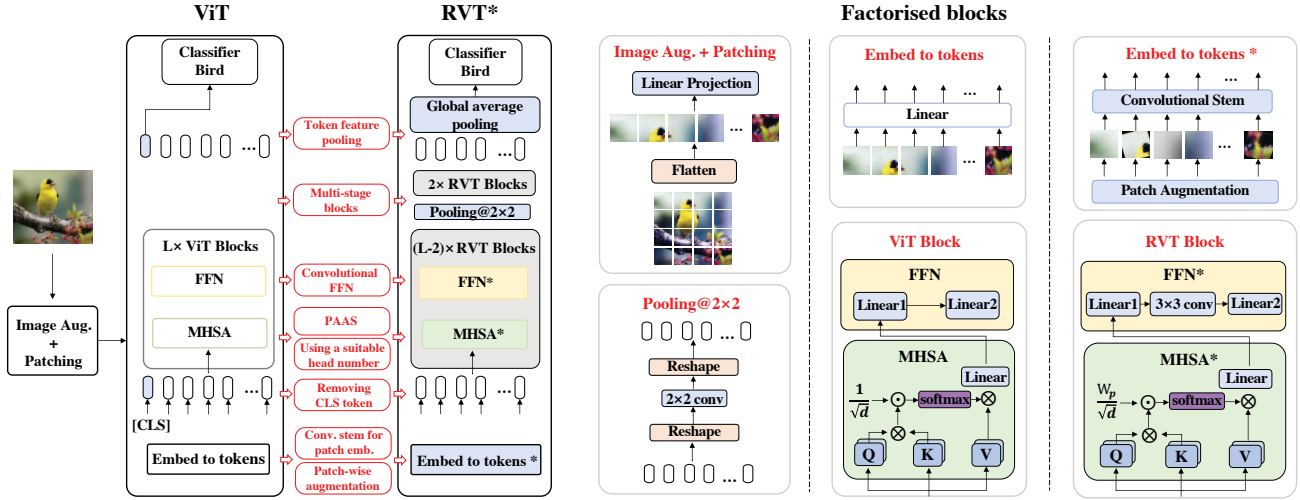 ViT
RVT*
Factorised blocks
Classifier
Bird
Classifier
Bird
Global average
pooling
Token feature
pooling
...
...
2× RVT Blocks
Multi-stage
blocks
Pooling@2×2
L× ViT Blocks
(L-2)×RVT Blocks
FFN
Convolutional
FFN
FFN*
Image Aug.
+
Patching
MHSA
PAAS
Using a suitable
head number
MHSA*
...
Removing
CLS token
...
[CLS]
Embed to tokens
Conv. stem for
patch emb.
Patch-wise
augmentation
Embed to tokens *
Image Aug. + Patching
Linear Projection
...
Flatten
Pooling@2×2
...
Reshape
2×2 conv
Reshape
...
Embed to tokens
...
Linear
...
Embed to tokens *
...
Convolutional Stem
...
Patch Augmentation
ViT Block
FFN
Linear1
Linear2
MHSA
Linear
1
√d
softmax
Q
K
V
RVT Block
FFN*
Linear1
3×3 conv
Linear2
MHSA*
Linear
Wp
√d
softmax
Q
K
V